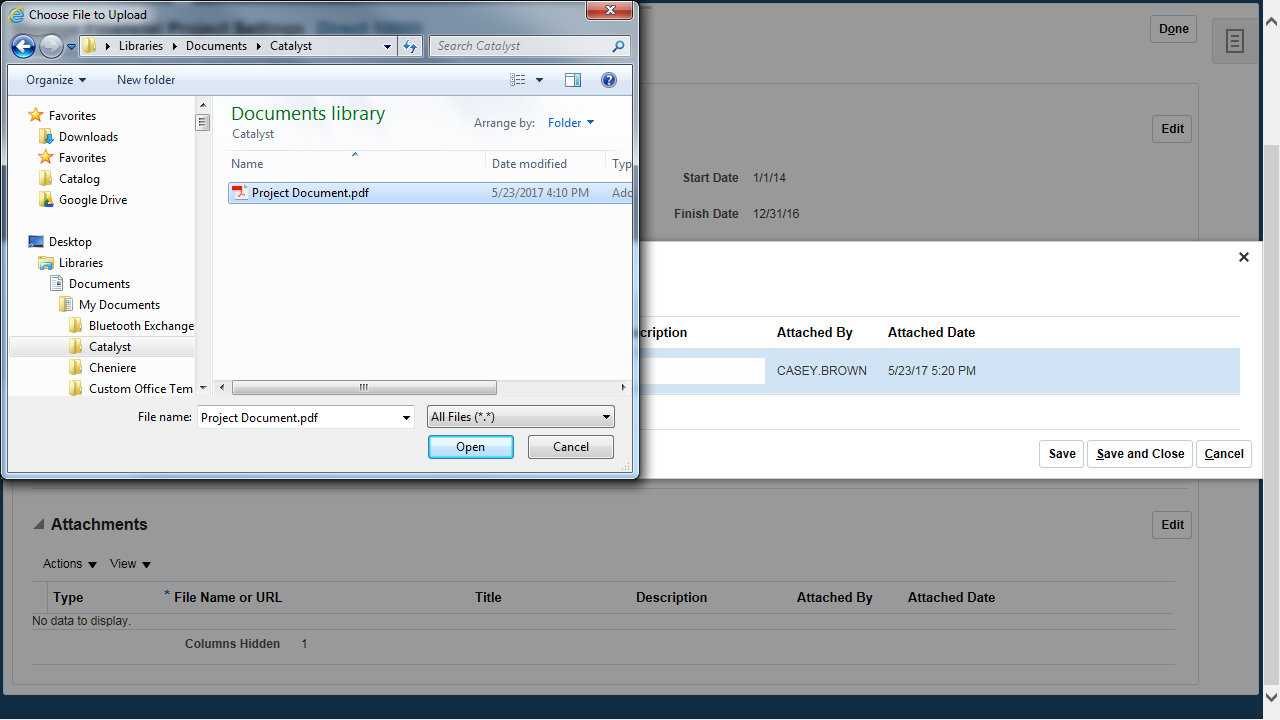 Choose File to Upload
Libraries
Documents
Catalyst
Search Catalyst
Organize
New folder
Favorites
Downloads
Favorites
Catalog
Google Drive
Desktop
Libraries
Documents
My Documents
Bluetooth Exchange
Catalyst
Cheniere
Custom Office Tem
Documents library
Catalyst
Arrange by:
Folder
Name
Date modified
Typ
Project Document.pdf
5/23/2017 4:10 PM
Ado
File name:
Project Document.pdf
All Files (*.*)
Open
Cancel
Done
Edit
Start Date 1/1/14
Finish Date 12/31/16
cription
Attached By
Attached Date
CASEY.BROWN
5/23/17 5:20 PM
Save
Save and Close
Cancel
Attachments
Edit
Actions
View
Type
* File Name or URL
Title
Description
Attached By
Attached Date
No data to display.
Columns Hidden 1